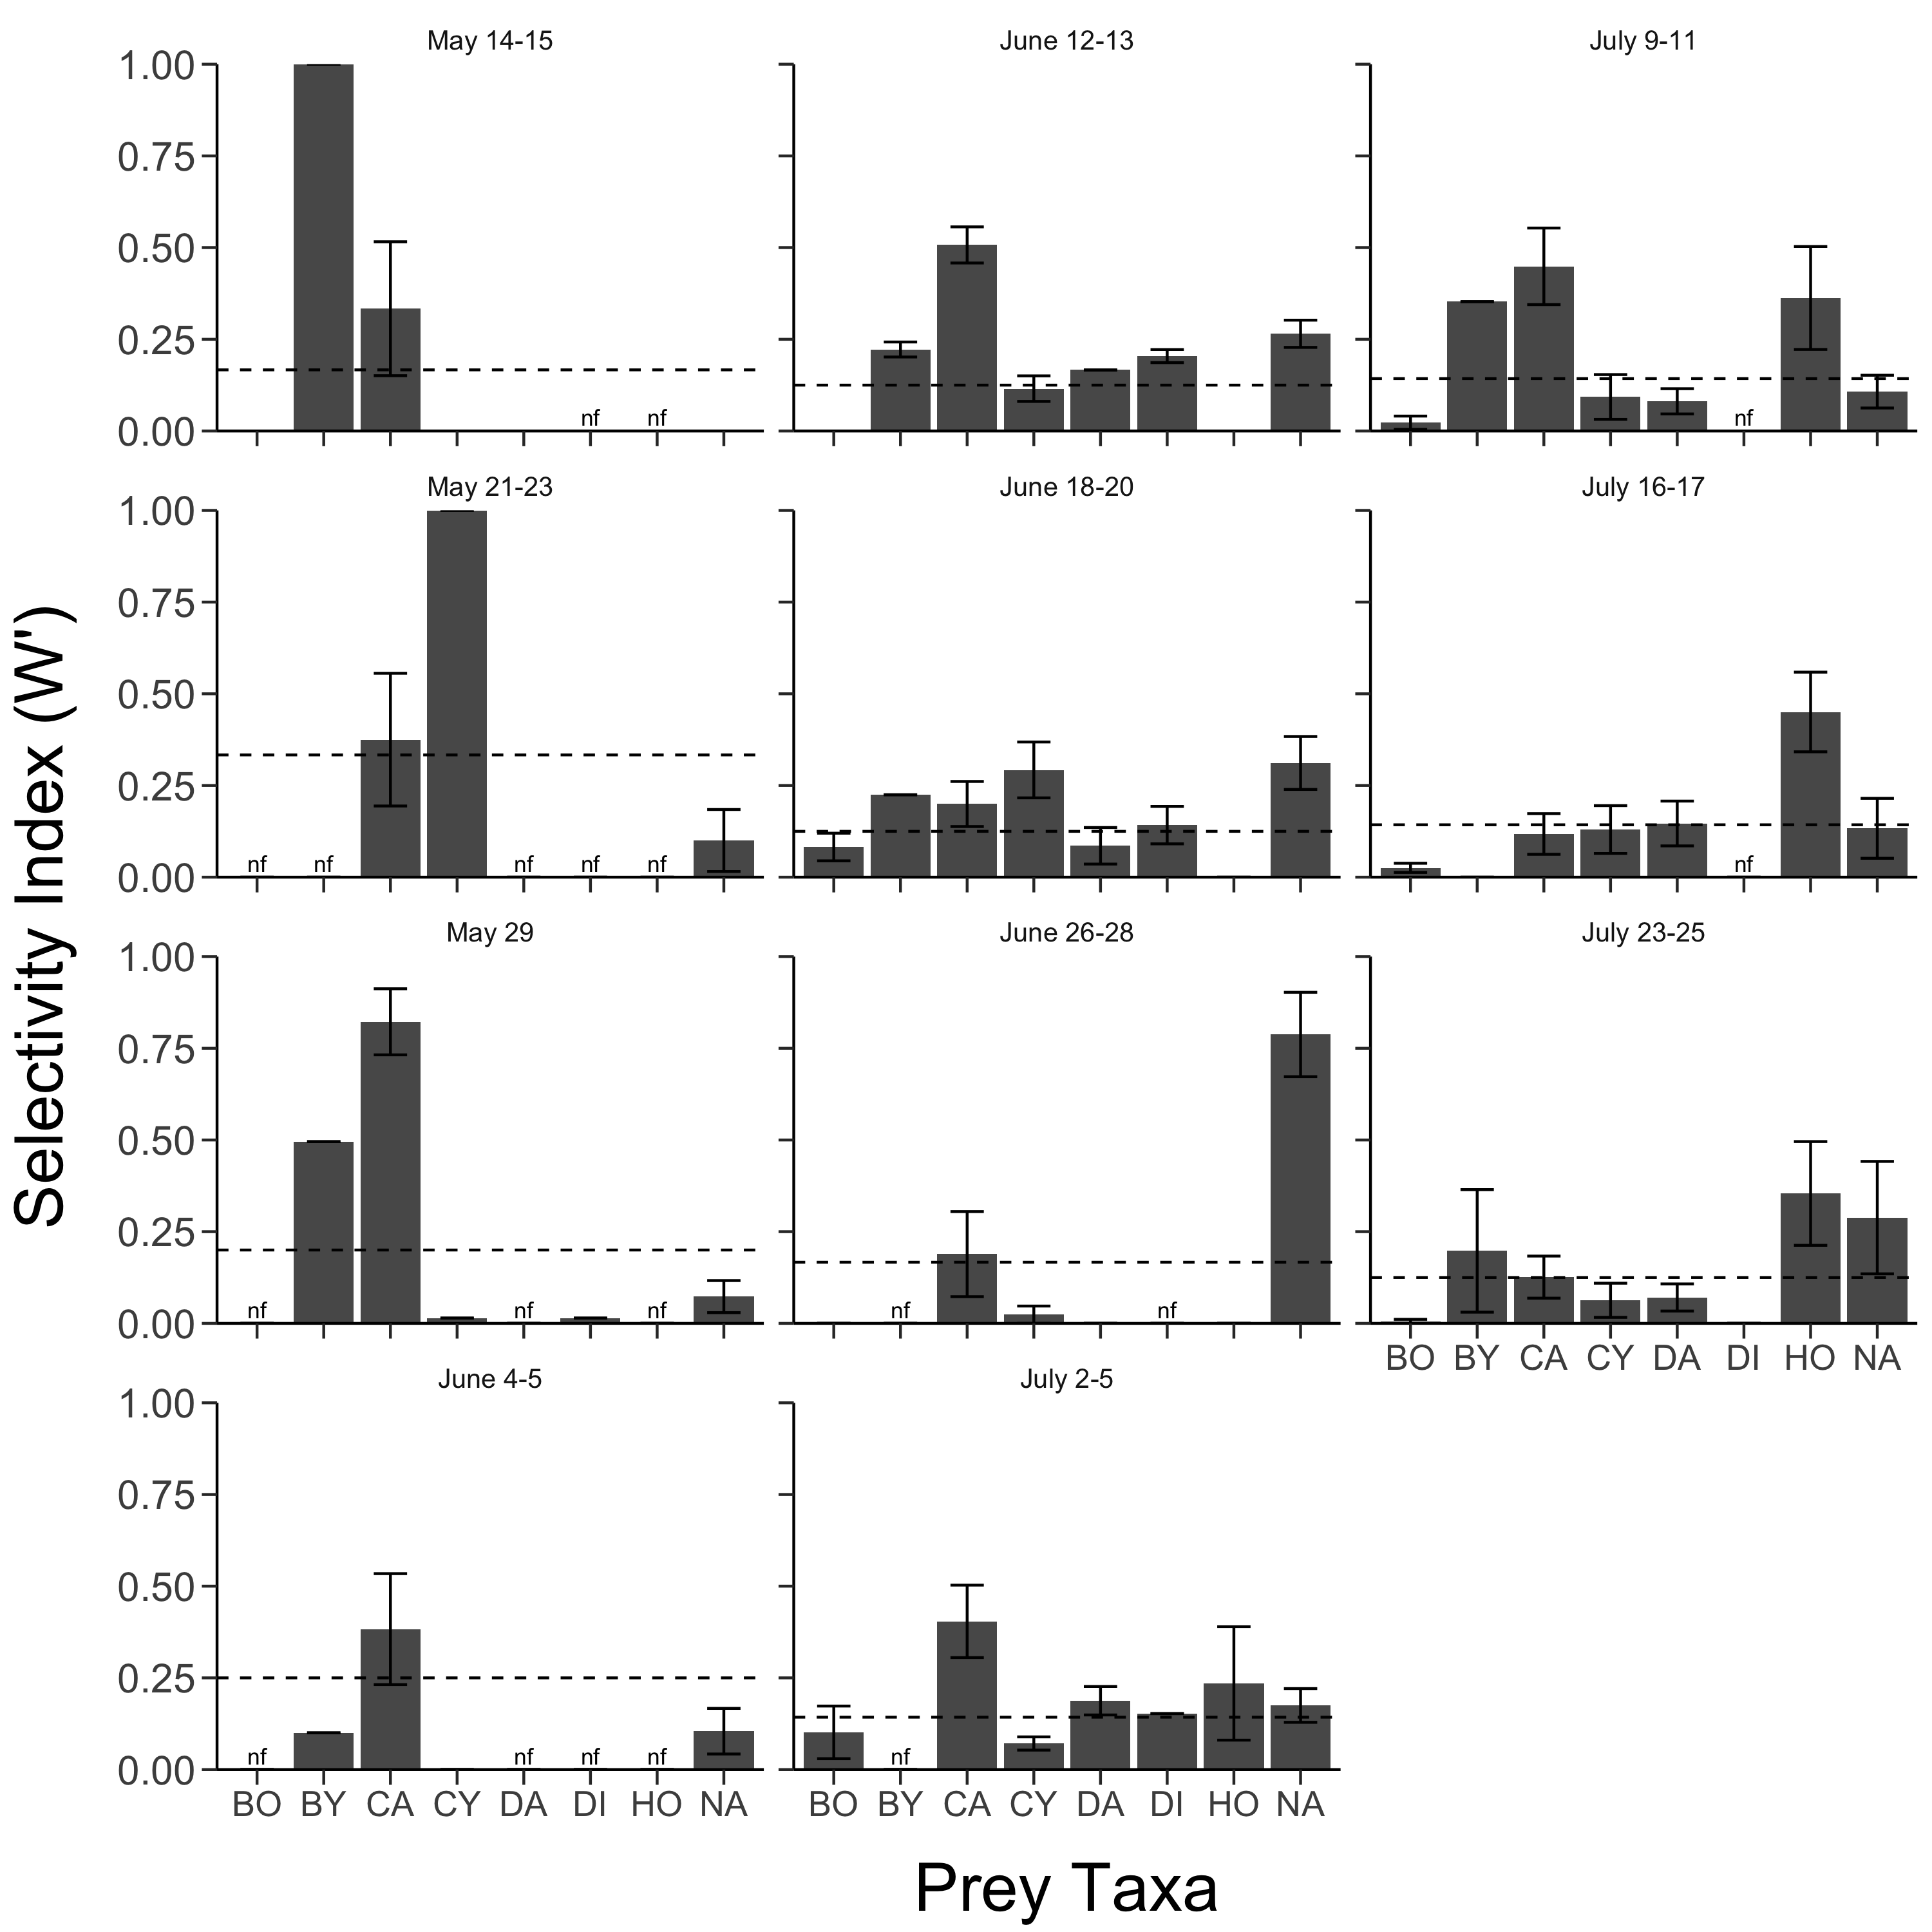 May 14-15 June 12-13 July 9-11
1.00
0.75
0.50
0.25
nf nf nf
0.00
May 21-23 June 18-20 July 16-17
1.00
0.75
0.50
0.25
nf nf nf nf nf nf
0.00
May 29 June 26-28 July 23-25
1.00
0.75
0.50
0.25
nf nf nf nf nf
0.00
BO BY CA CY DA DI HO NA
June 4-5 July 2-5
1.00
0.75
0.50
0.25
nf nf nf nf nf
0.00
BO BY CA CY DA DI HO NA BO BY CA CY DA DI HO NA
Selectivity Index (W')
Prey Taxa